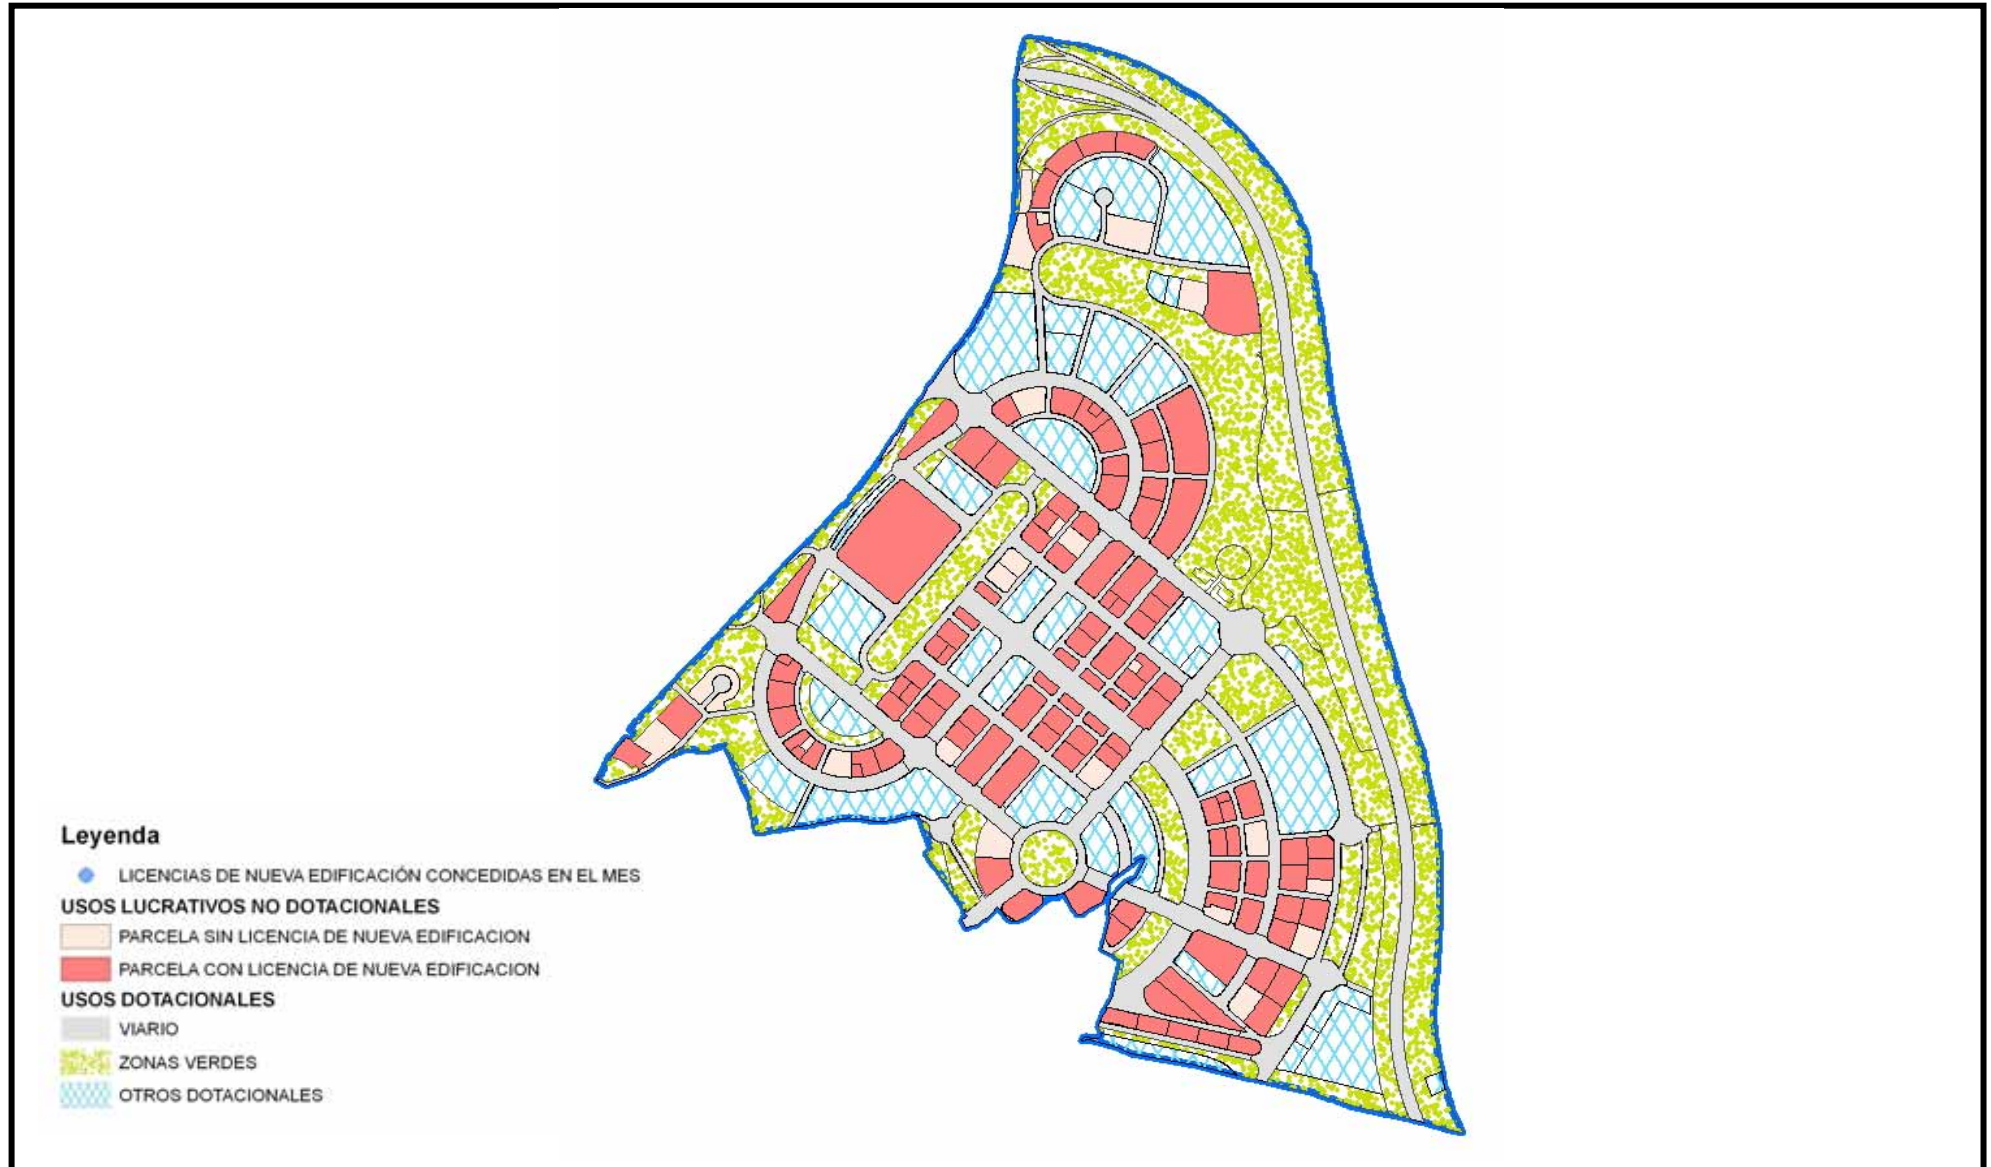 Leyenda
LICENCIAS DE NUEVA EDIFICACIÓN CONCEDIDAS EN EL MES
USOS LUCRATIVOS NO DOTACIONALES
PARCELA SIN LICENCIA DE NUEVA EDIFICACION
PARCELA CON LICENCIA DE NUEVA EDIFICACION
USOS DOTACIONALES
VIARIO
ZONAS VERDES
OTROS DOTACIONALES